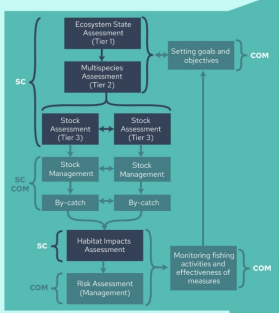 Ecosystem State
Assessment
(Tier 1)
Setting goals and
objectives
COM
Multispecies
Assessment
(Tier 2)
SC
Stock
Assessment
(Tier 3)
Stock
Assessment
(Tier 3)
SC
COM
Stock
Management
Stock
Management
By-catch
By-catch
SC
Habitat Impacts
Assessment
Monitoring fishing
activities and
effectiveness of
measures
COM
COM
Risk Assessment
(Management)